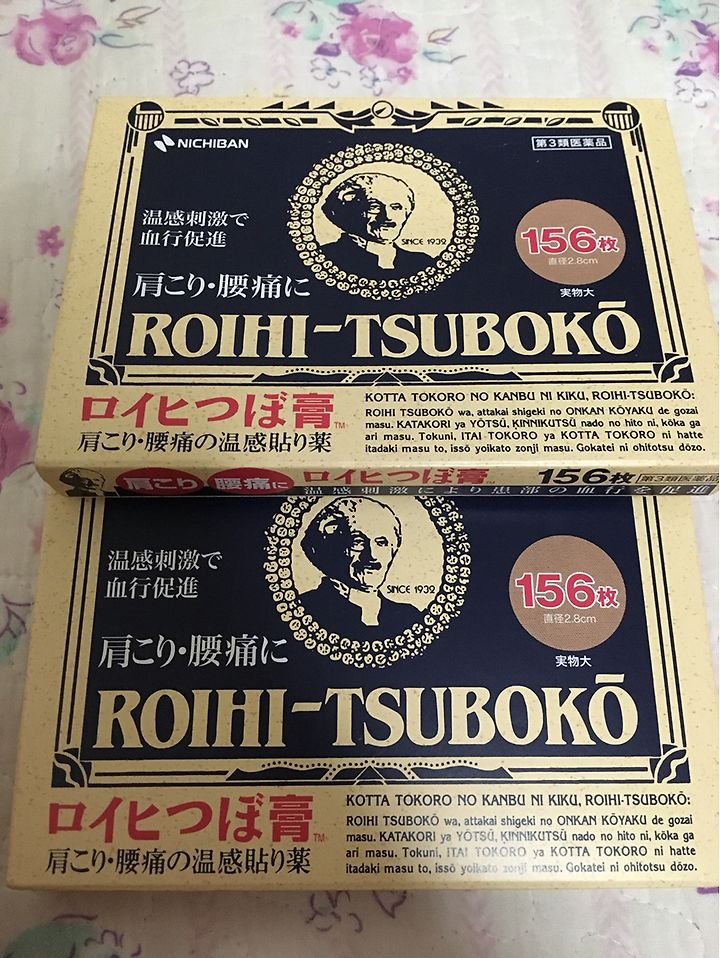 NICHIBAN
第3類医薬品
温感刺激で
血行促進
SINCE 1932
156枚
直径2.8cm
実物大
肩こり・腰痛に
ROIHI-TSUBOKŌ
ロイヒつぼ膏™
肩こり・腰痛の温感貼り薬
KOTTA TOKORO NO KANBU NI KIKU, ROIHI-TSUBOKŌ:
ROIHI TSUBOKŌ wa, attakai shigeki no ONKAN KŌYAKU de gozai
masu. KATAKORI ya YŌTSŪ, KINNIKUTSŪ nado no hito ni, kōka ga
ari masu. Tokuni, ITAI TOKORO ya KOTTA TOKORO ni hatte
itadaki masu to, issō yoikato zonji masu. Gokatei ni ohitotsu dōzo.
肩こり 腰痛に ロイヒつぼ膏™ 156枚 第3類医薬品
温感刺激により患部の血行を促進
温感刺激で
血行促進
SINCE 1932
156枚
直径2.8cm
実物大
肩こり・腰痛に
ROIHI-TSUBOKŌ
ロイヒつぼ膏™
肩こり・腰痛の温感貼り薬
KOTTA TOKORO NO KANBU NI KIKU, ROIHI-TSUBOKŌ:
ROIHI TSUBOKŌ wa, attakai shigeki no ONKAN KŌYAKU de gozai
masu. KATAKORI ya YŌTSŪ, KINNIKUTSŪ nado no hito ni, kōka ga
ari masu. Tokuni, ITAI TOKORO ya KOTTA TOKORO ni hatte
itadaki masu to, issō yoikato zonji masu. Gokatei ni ohitotsu dōzo.